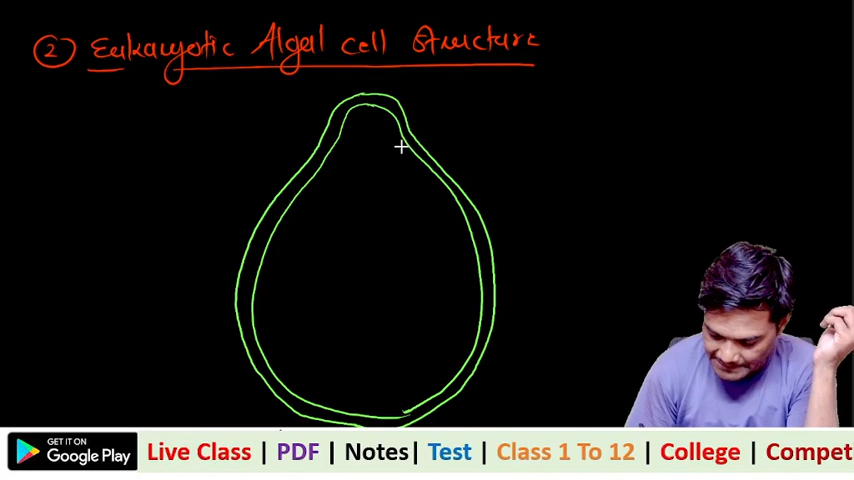 ② Eukaryotic Algal cell Structure
GET IT ON
Google Play
Live Class | PDF | Notes| Test | Class 1 To 12 | College | Compet